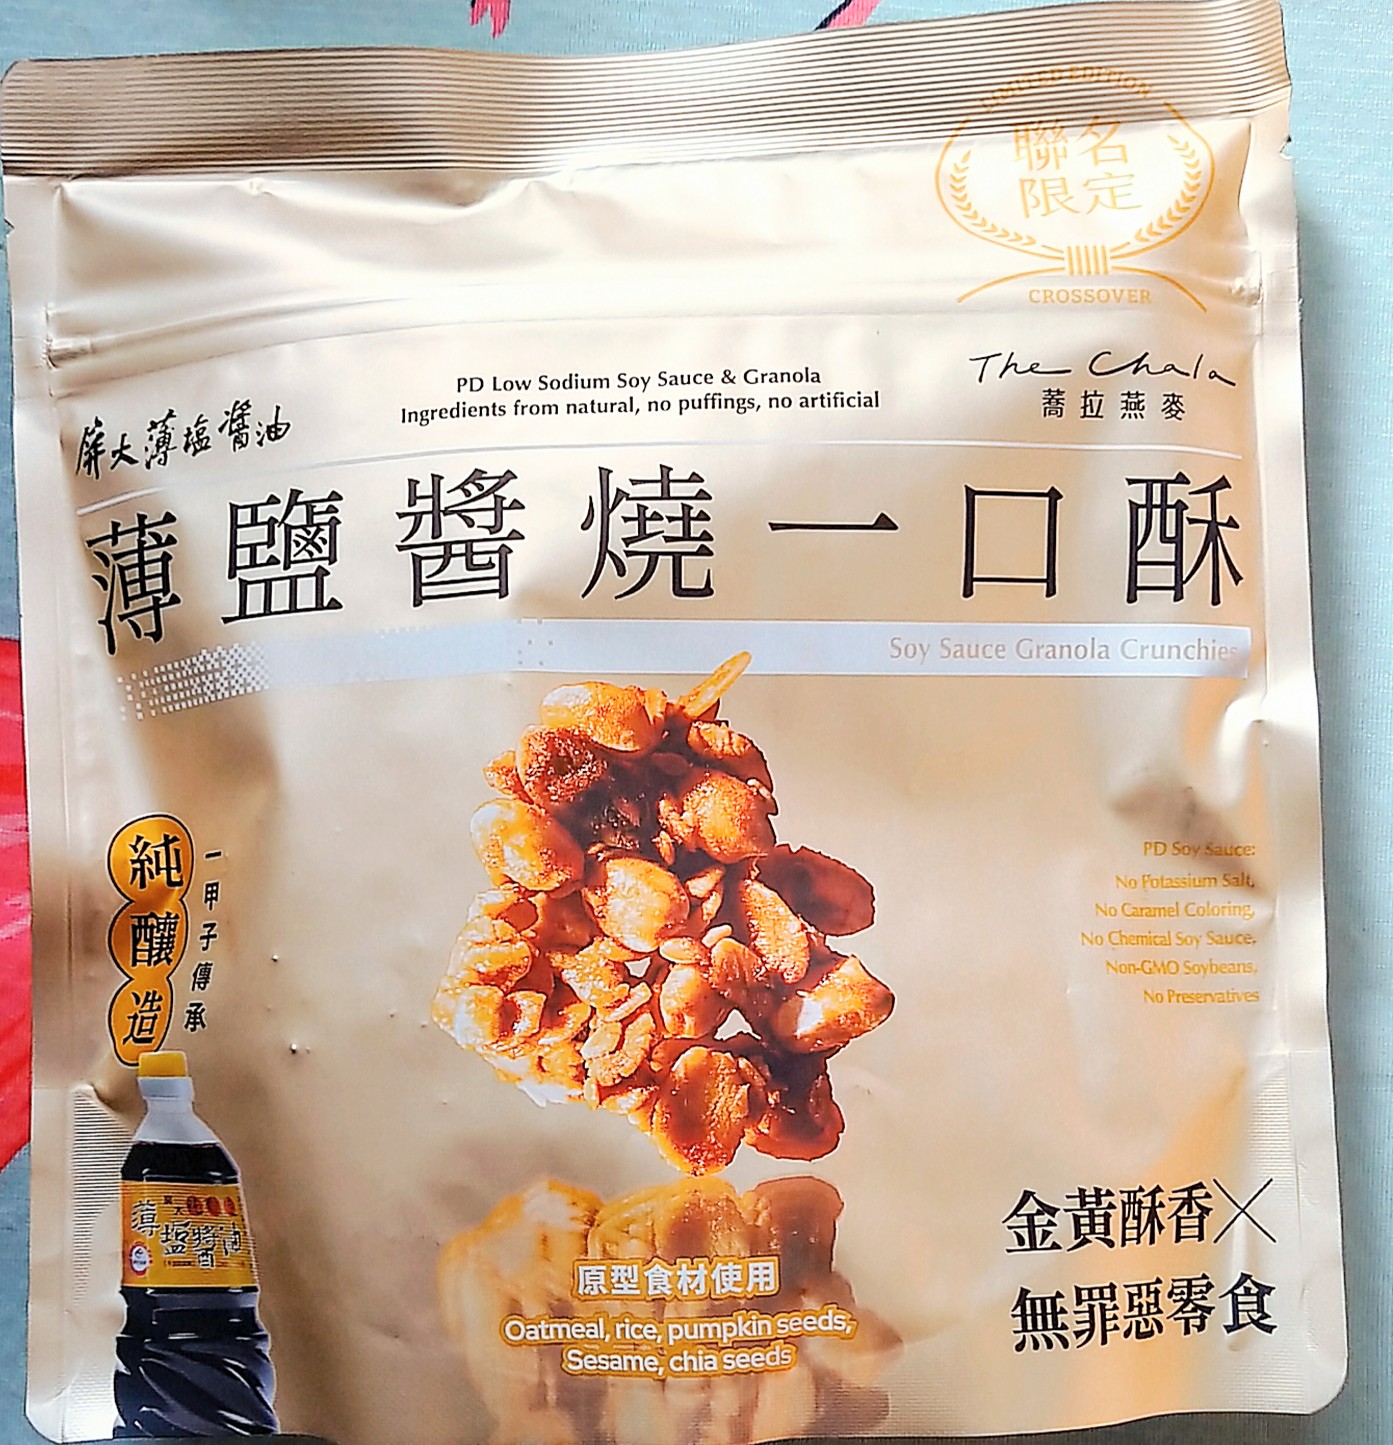 LIMITED EDITION
聯名
限定
CROSSOVER
The Chala
蕎拉燕麥
PD Low Sodium Soy Sauce & Granola
Ingredients from natural, no puffings, no artificial
屏大薄塩醬油
薄鹽醬燒一口酥
Soy Sauce Granola Crunchies
純釀造
一甲子傳承
PD Soy Sauce:
No Potassium Salt,
No Caramel Coloring,
No Chemical Soy Sauce,
Non-GMO Soybeans,
No Preservatives
薄塩醬油
金黃酥香×
無罪惡零食
原型食材使用
Oatmeal, rice, pumpkin seeds,
Sesame, chia seeds